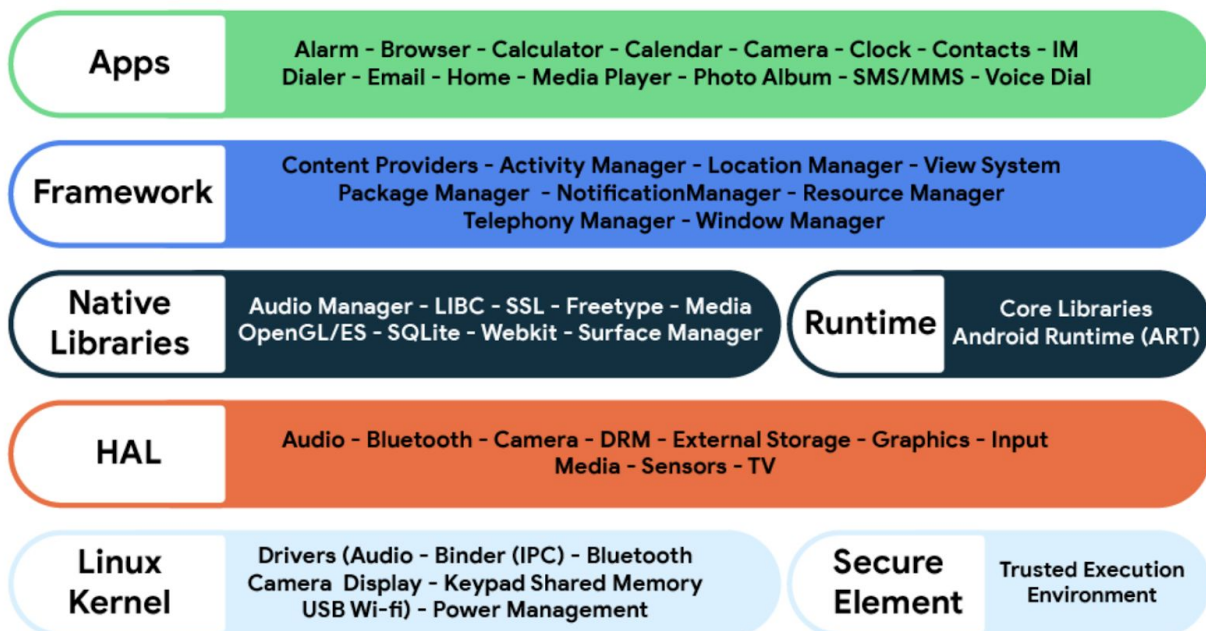 Apps
Alarm - Browser - Calculator - Calendar - Camera - Clock - Contacts - IM
Dialer - Email - Home - Media Player - Photo Album - SMS/MMS - Voice Dial
Framework
Content Providers - Activity Manager - Location Manager - View System
Package Manager - NotificationManager - Resource Manager
Telephony Manager - Window Manager
Native
Libraries
Audio Manager - LIBC - SSL - Freetype - Media
OpenGL/ES - SQLite - Webkit - Surface Manager
Runtime
Core Libraries
Android Runtime (ART)
HAL
Audio - Bluetooth - Camera - DRM - External Storage - Graphics - Input
Media - Sensors - TV
Linux
Kernel
Drivers (Audio - Binder (IPC) - Bluetooth
Camera Display - Keypad Shared Memory
USB Wi-fi) - Power Management
Secure
Element
Trusted Execution
Environment